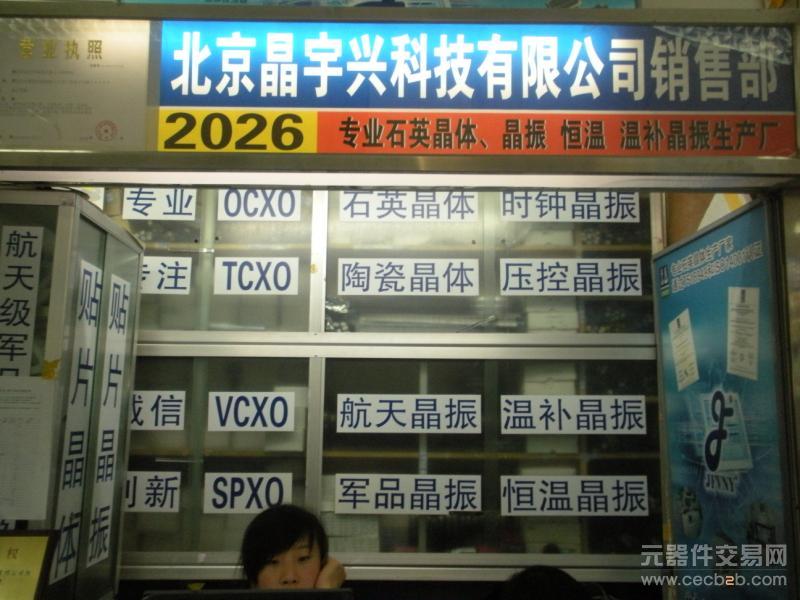 营业执照
北京晶宇兴科技有限公司销售部
2026
专业石英晶体、晶振 恒温 温补晶振生产厂
专业
OCXO
石英晶体
时钟晶振
专注
TCXO
陶瓷晶体
压控晶振
诚信
VCXO
航天晶振
温补晶振
创新
SPXO
军品晶振
恒温晶振
航天级军品
贴片晶体
贴片晶振
权
JYNNY
元器件交易网
www.cecb2b.com